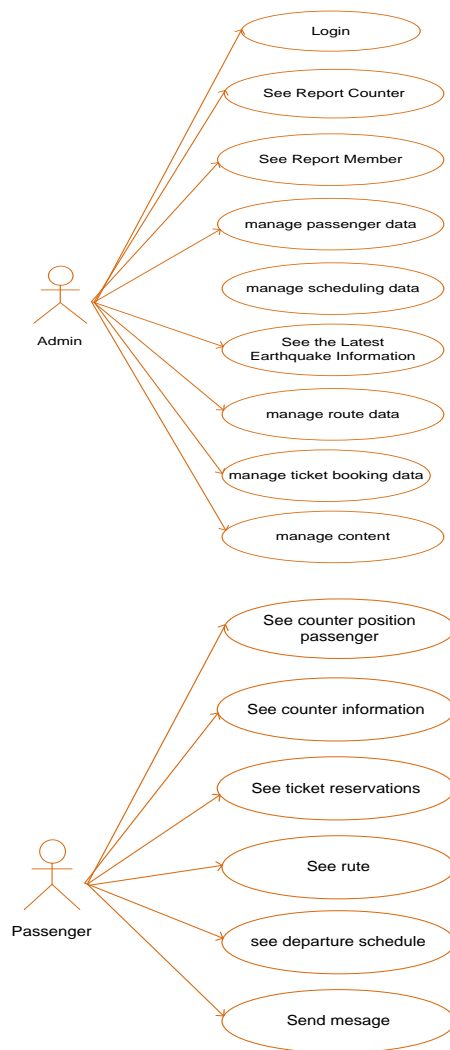 Login
See Report Counter
See Report Member
manage passenger data
manage scheduling data
Admin
See the Latest
Earthquake Information
manage route data
manage ticket booking data
manage content
See counter position
passenger
See counter information
See ticket reservations
See rute
Passenger
see departure schedule
Send mesage